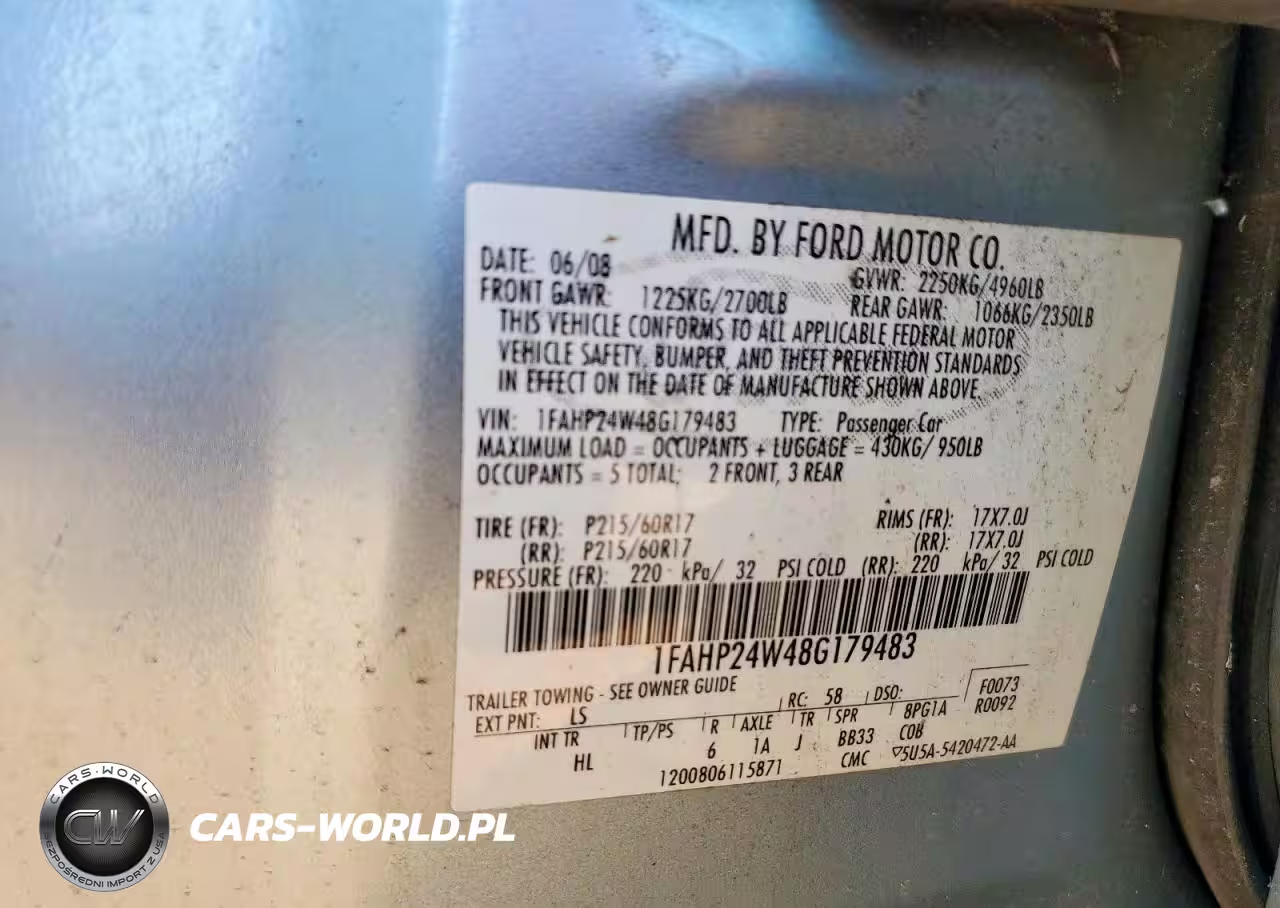 MFD. BY FORD MOTOR CO.
DATE: 06/08 GVWR: 2250KG/4960LB
FRONT GAWR: 1225KG/2700LB REAR GAWR: 1066KG/2350LB
THIS VEHICLE CONFORMS TO ALL APPLICABLE FEDERAL MOTOR
VEHICLE SAFETY, BUMPER, AND THEFT PREVENTION STANDARDS
IN EFFECT ON THE DATE OF MANUFACTURE SHOWN ABOVE.
VIN: 1FAHP24W48G179483 TYPE: Passenger Car
MAXIMUM LOAD = OCCUPANTS + LUGGAGE = 430KG/ 950LB
OCCUPANTS = 5 TOTAL; 2 FRONT, 3 REAR
TIRE (FR): P215/60R17 RIMS (FR): 17X7.0J
(RR): P215/60R17 (RR): 17X7.0J
PRESSURE (FR): 220 kPa/ 32 PSI COLD (RR): 220 kPa/ 32 PSI COLD
1FAHP24W48G179483
TRAILER TOWING - SEE OWNER GUIDE
EXT PNT: LS RC: 58 DSO: F0073
R0092
INT TR TP/PS R AXLE TR SPR 8PG1A
HL 6 1A J BB33 COB
1200806115871 CMC ▽5U5A-5420472-AA
CARS-WORLD
CW
BEZPOŚREDNI IMPORT Z USA
CARS-WORLD.PL